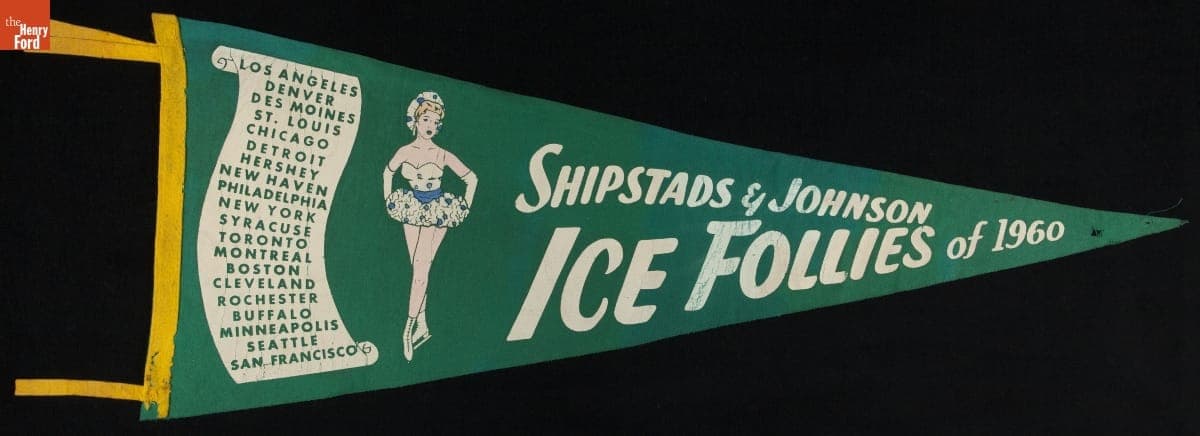 the
Henry
Ford
LOS ANGELES
DENVER
DES MOINES
ST. LOUIS
CHICAGO
DETROIT
HERSHEY
NEW HAVEN
PHILADELPHIA
NEW YORK
SYRACUSE
TORONTO
MONTREAL
BOSTON
CLEVELAND
ROCHESTER
BUFFALO
MINNEAPOLIS
SEATTLE
SAN FRANCISCO
SHIPSTADS & JOHNSON
ICE FOLLIES of 1960